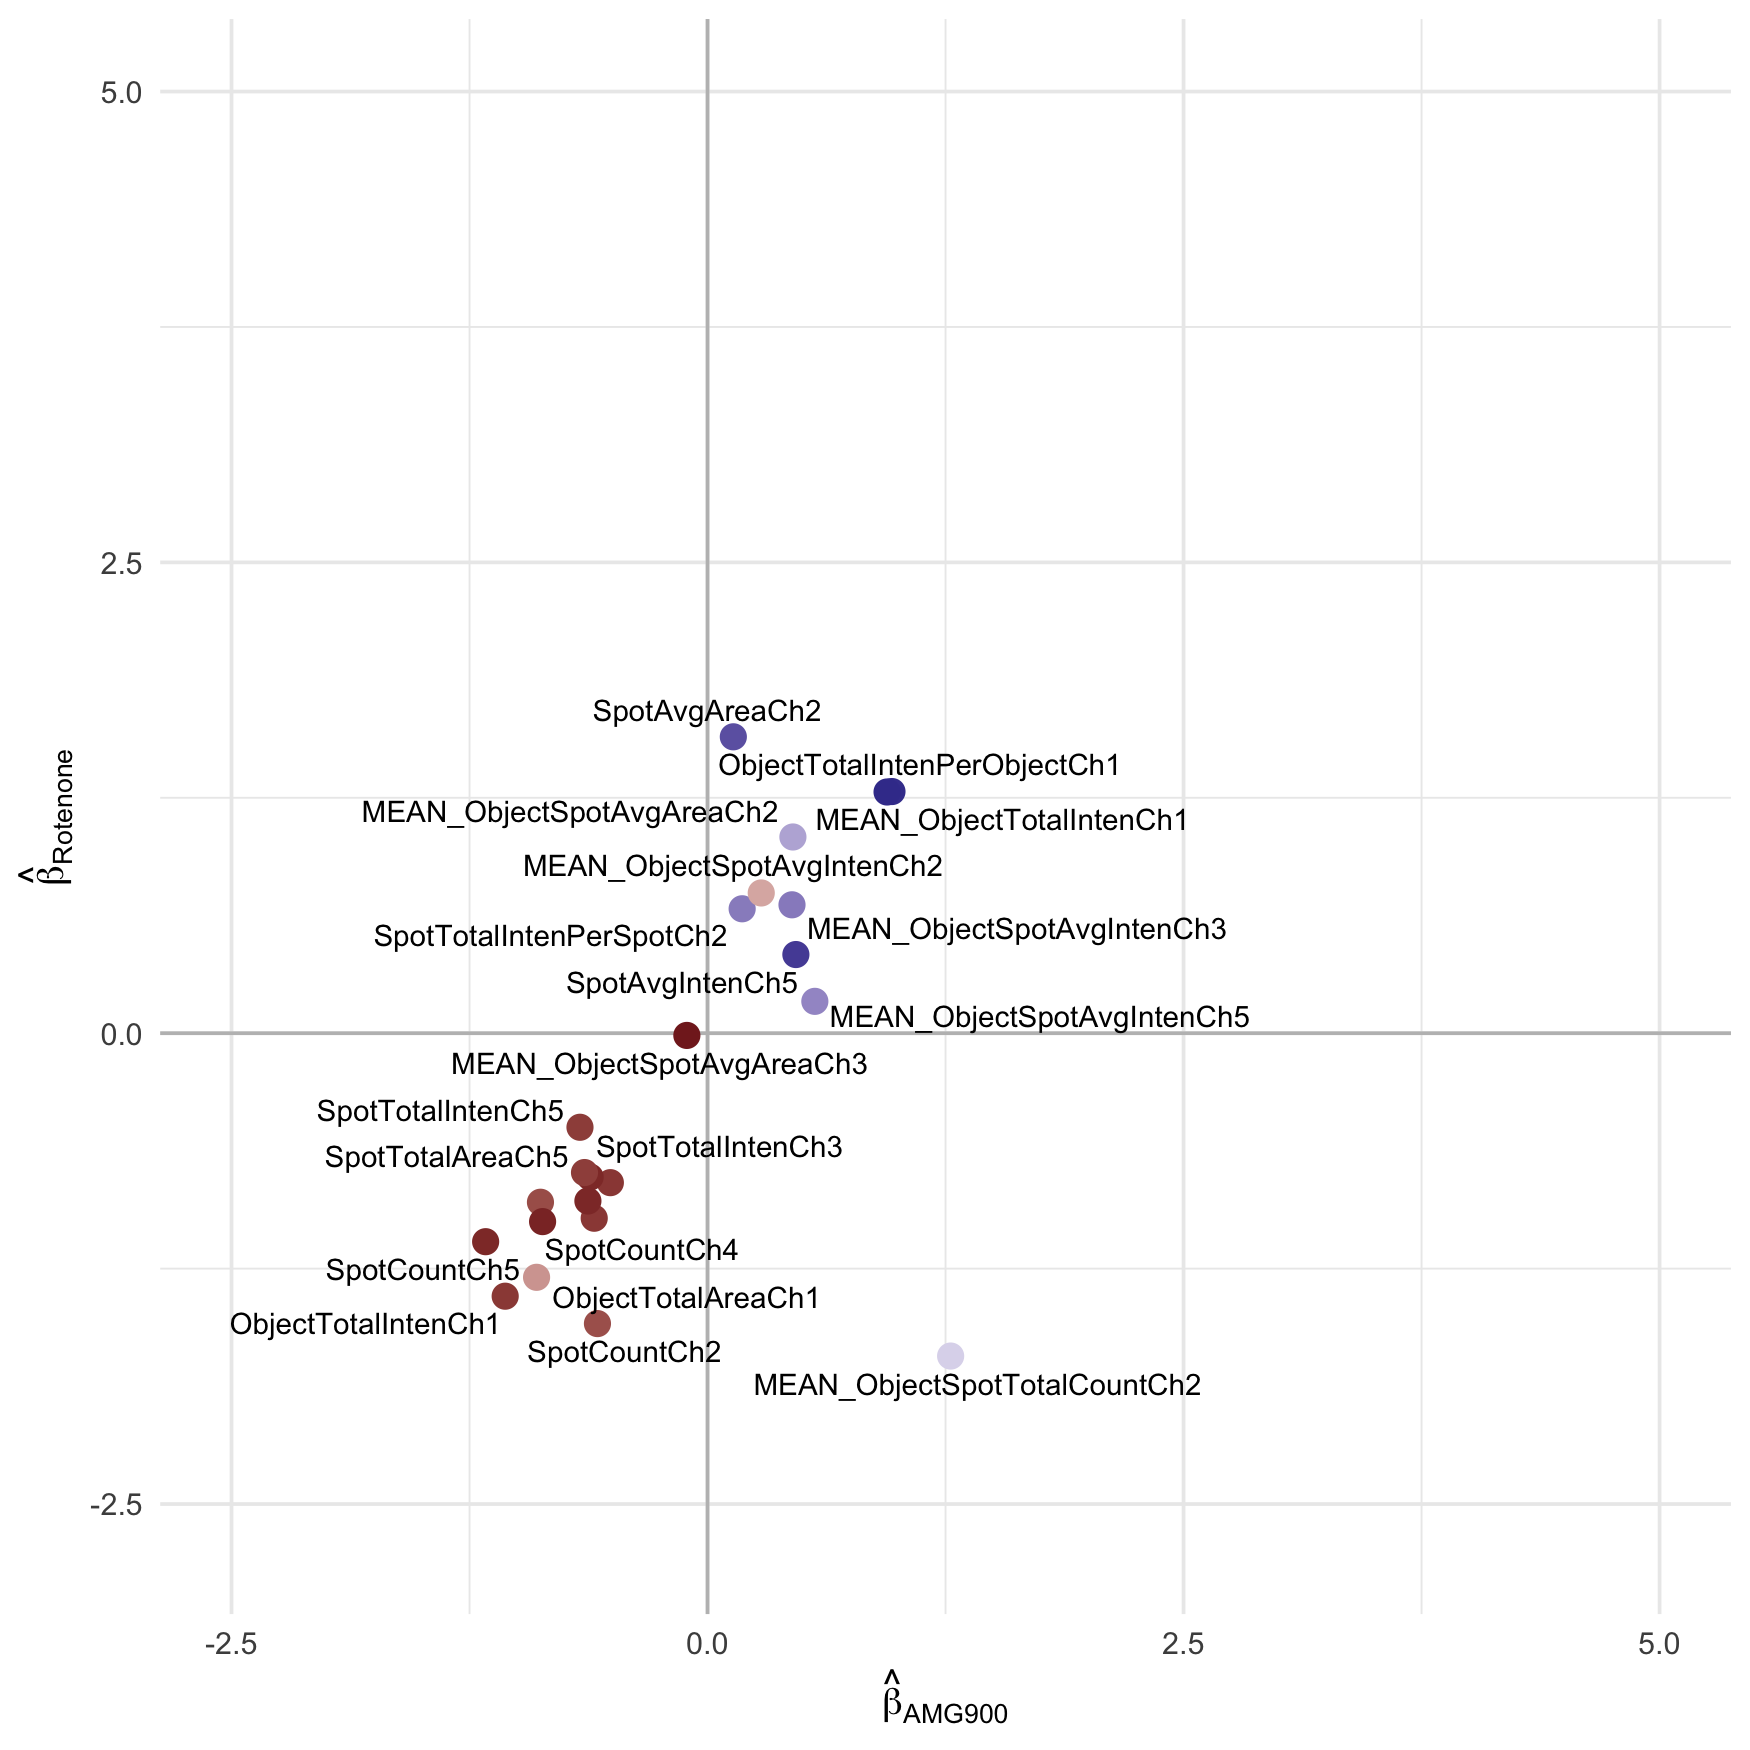 5.0
2.5
SpotAvgAreaCh2
ObjectTotalIntenPerObjectCh1
MEAN_ObjectSpotAvgAreaCh2
MEAN_ObjectTotalIntenCh1
MEAN_ObjectSpotAvgIntenCh2
SpotTotalIntenPerSpotCh2
MEAN_ObjectSpotAvgIntenCh3
SpotAvgIntenCh5
MEAN_ObjectSpotAvgIntenCh5
0.0
MEAN_ObjectSpotAvgAreaCh3
SpotTotalIntenCh5
SpotTotalIntenCh3
SpotTotalAreaCh5
SpotCountCh4
SpotCountCh5
ObjectTotalAreaCh1
ObjectTotalIntenCh1
SpotCountCh2
MEAN_ObjectSpotTotalCountCh2
-2.5
-2.5 0.0 2.5 5.0
β̂AMG900
β̂Rotenone